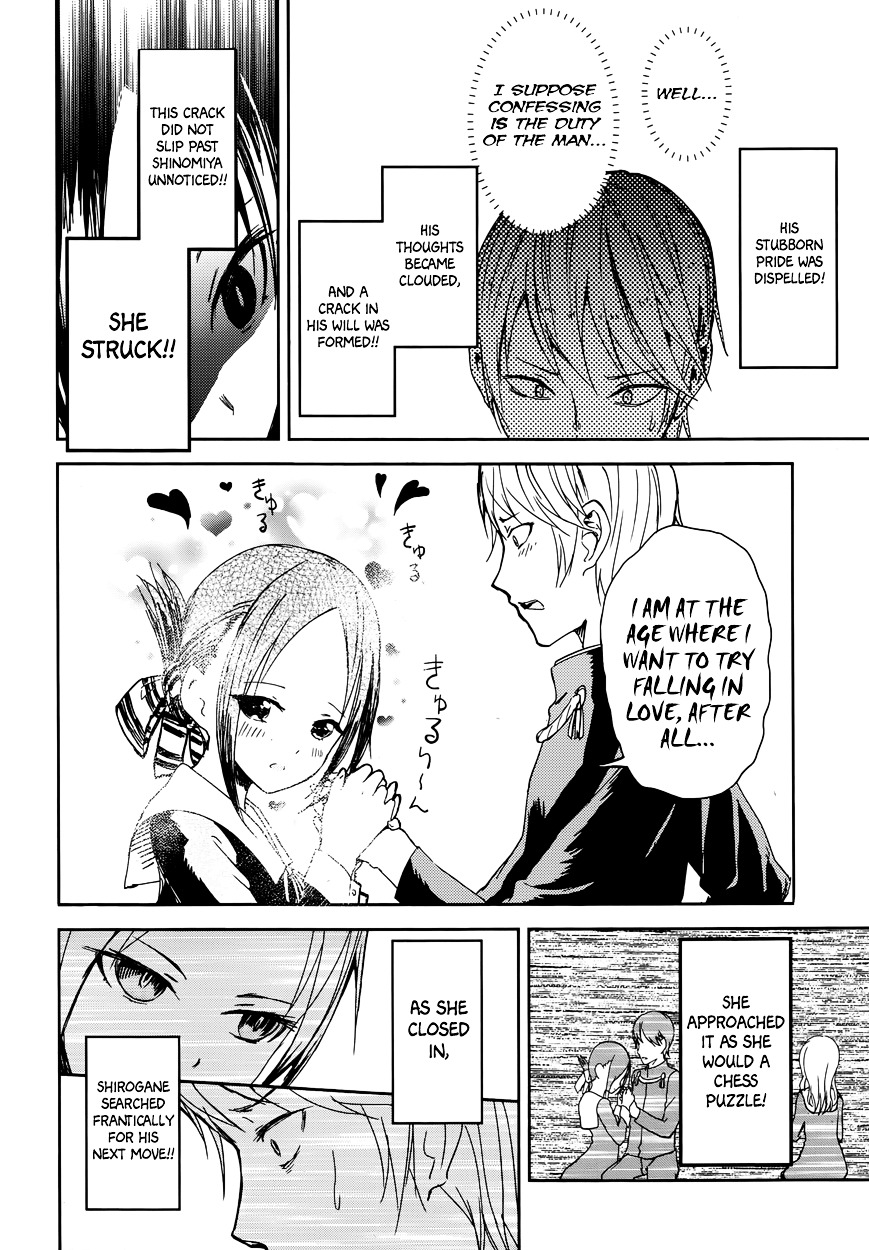 HIS
STUBBORN
PRIDE WAS
DISPELLED!
WELL...
I SUPPOSE
CONFESSING
IS THE DUTY
OF THE MAN...
HIS
THOUGHTS
BECAME
CLOUDED,
AND A
CRACK IN
HIS WILL WAS
FORMED!!
THIS CRACK
DID NOT
SLIP PAST
SHINOMIYA
UNNOTICED!!
SHE
STRUCK!!
I AM AT THE
AGE WHERE I
WANT TO TRY
FALLING IN
LOVE, AFTER
ALL...
きゅる
きゅる
きゅるら〜ん
SHE
APPROACHED
IT AS SHE
WOULD A
CHESS
PUZZLE!
AS SHE
CLOSED
IN,
SHIROGANE
SEARCHED
FRANTICALLY
FOR HIS
NEXT MOVE!!